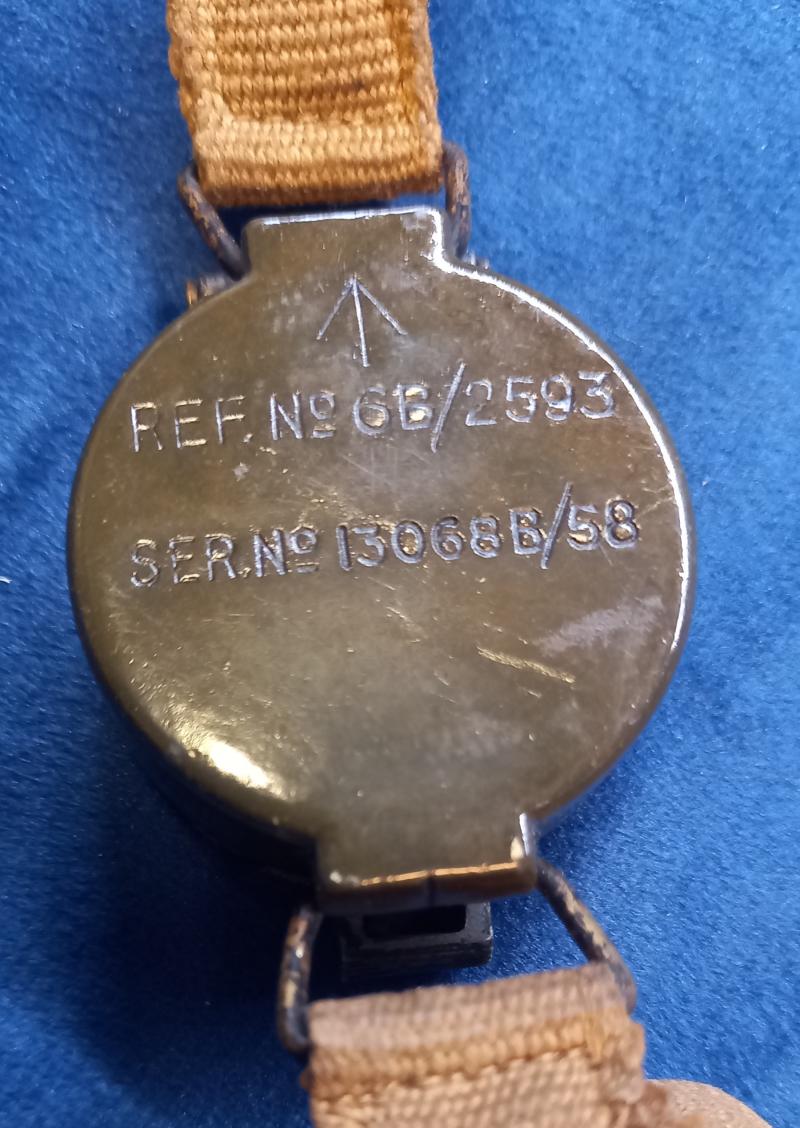 REF. Nº 6B/2593
SER. Nº 13068B/58